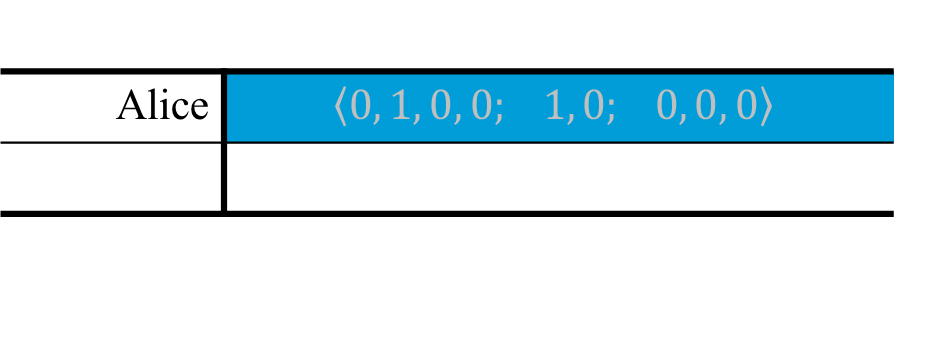 Alice ⟨0, 1, 0, 0; 1, 0; 0, 0, 0⟩